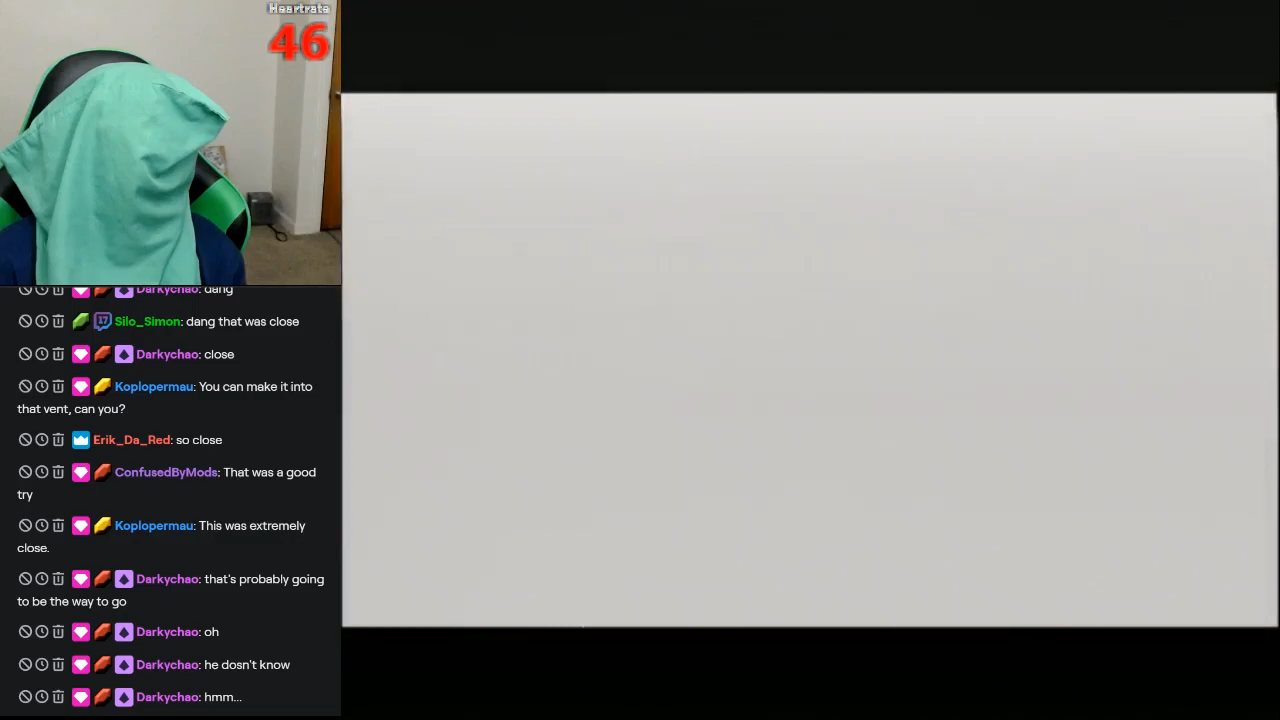 Heartrate
46
Darkychao: dang
17 Silo_Simon: dang that was close
Darkychao: close
Koplopermau: You can make it into
that vent, can you?
Erik_Da_Red: so close
ConfusedByMods: That was a good
try
Koplopermau: This was extremely
close.
Darkychao: that's probably going
to be the way to go
Darkychao: oh
Darkychao: he dosn't know
Darkychao: hmm...